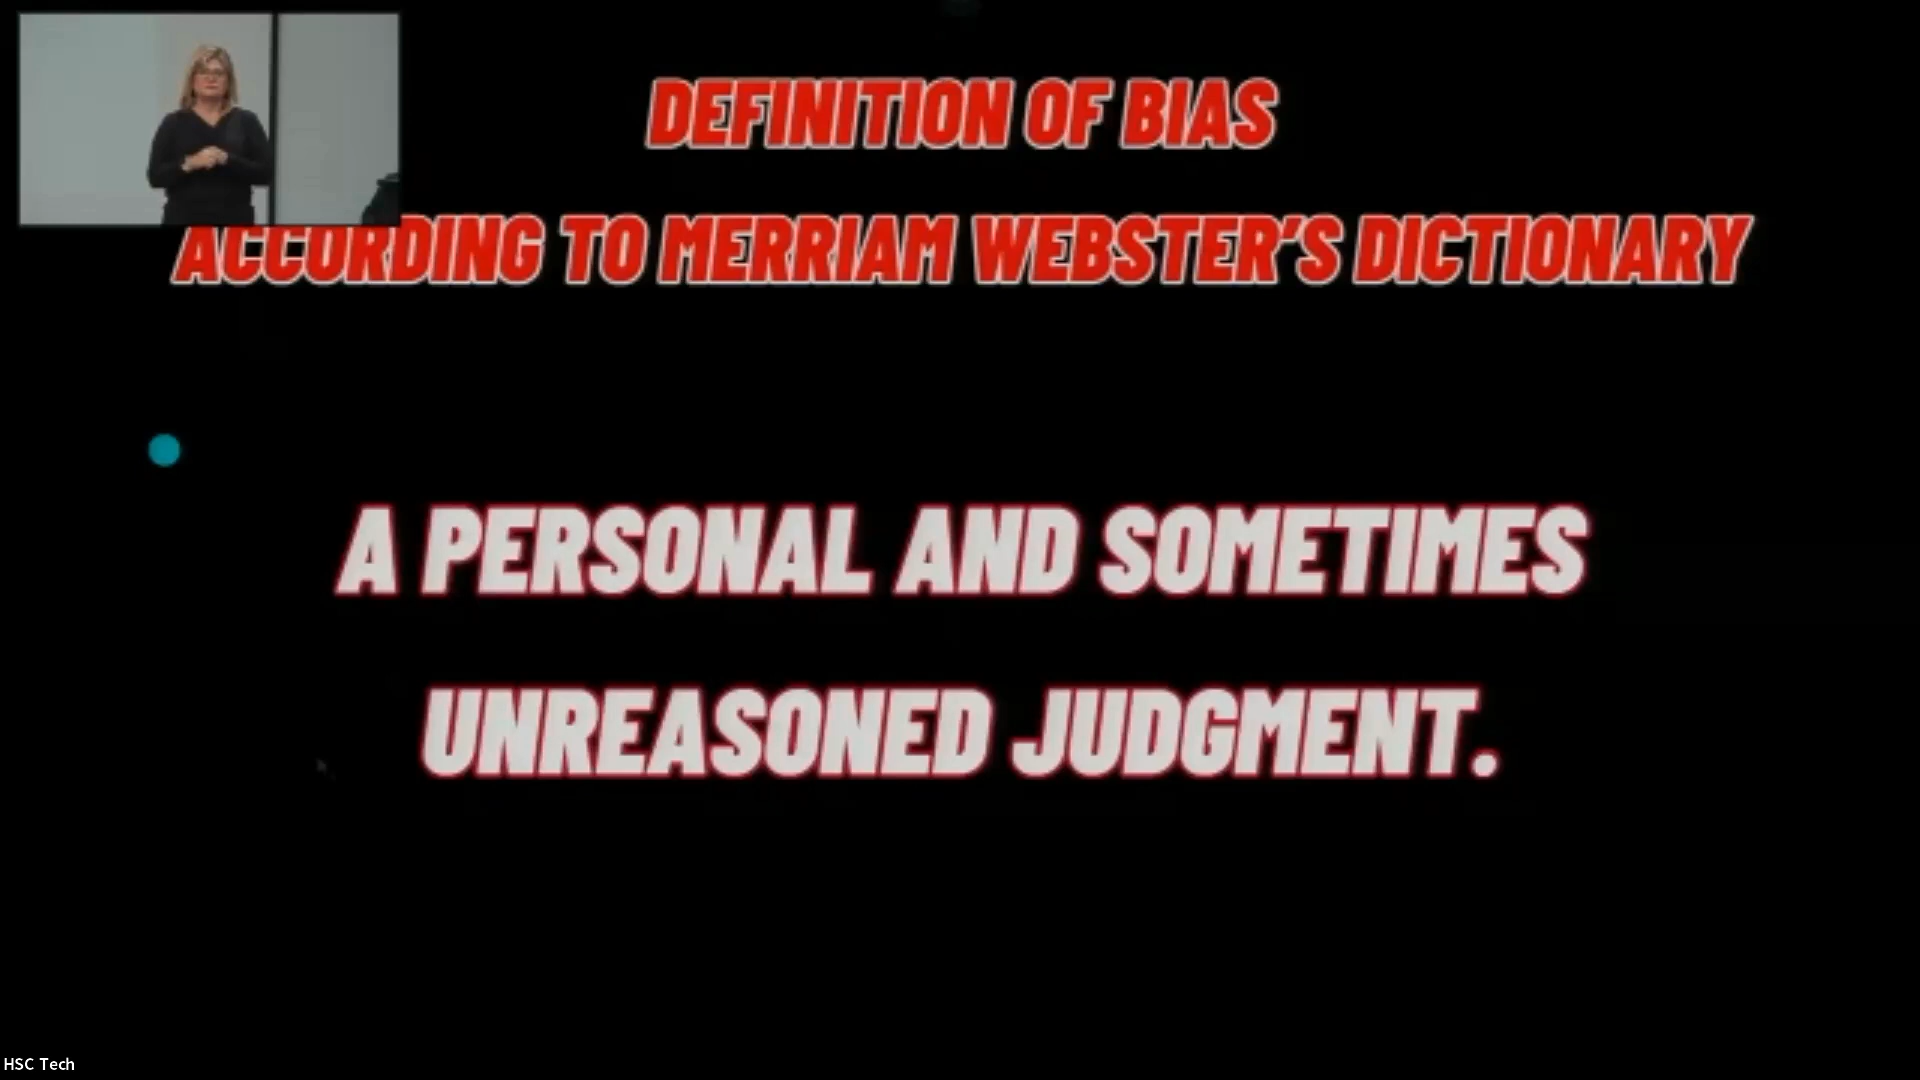 DEFINITION OF BIAS
ACCORDING TO MERRIAM WEBSTER'S DICTIONARY
A PERSONAL AND SOMETIMES
UNREASONED JUDGMENT.
HSC Tech